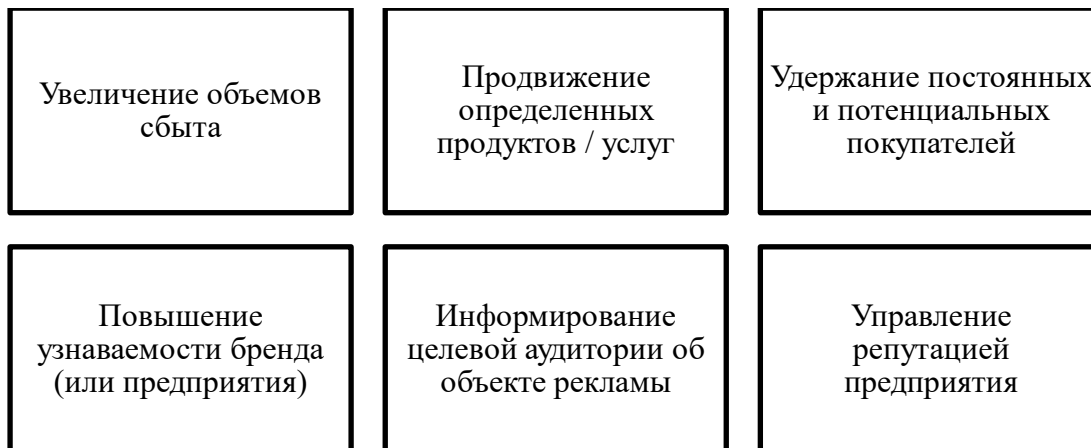 Увеличение объемов
сбыта
Продвижение
определенных
продуктов / услуг
Удержание постоянных
и потенциальных
покупателей
Повышение
узнаваемости бренда
(или предприятия)
Информирование
целевой аудитории об
объекте рекламы
Управление
репутацией
предприятия